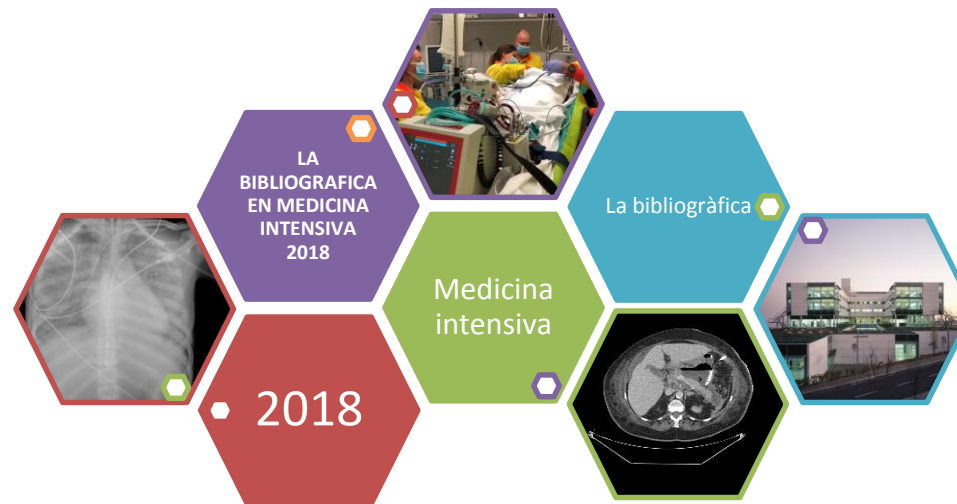 LA
BIBLIOGRAFICA
EN MEDICINA
INTENSIVA
2018
La bibliogràfica
Medicina
intensiva
2018